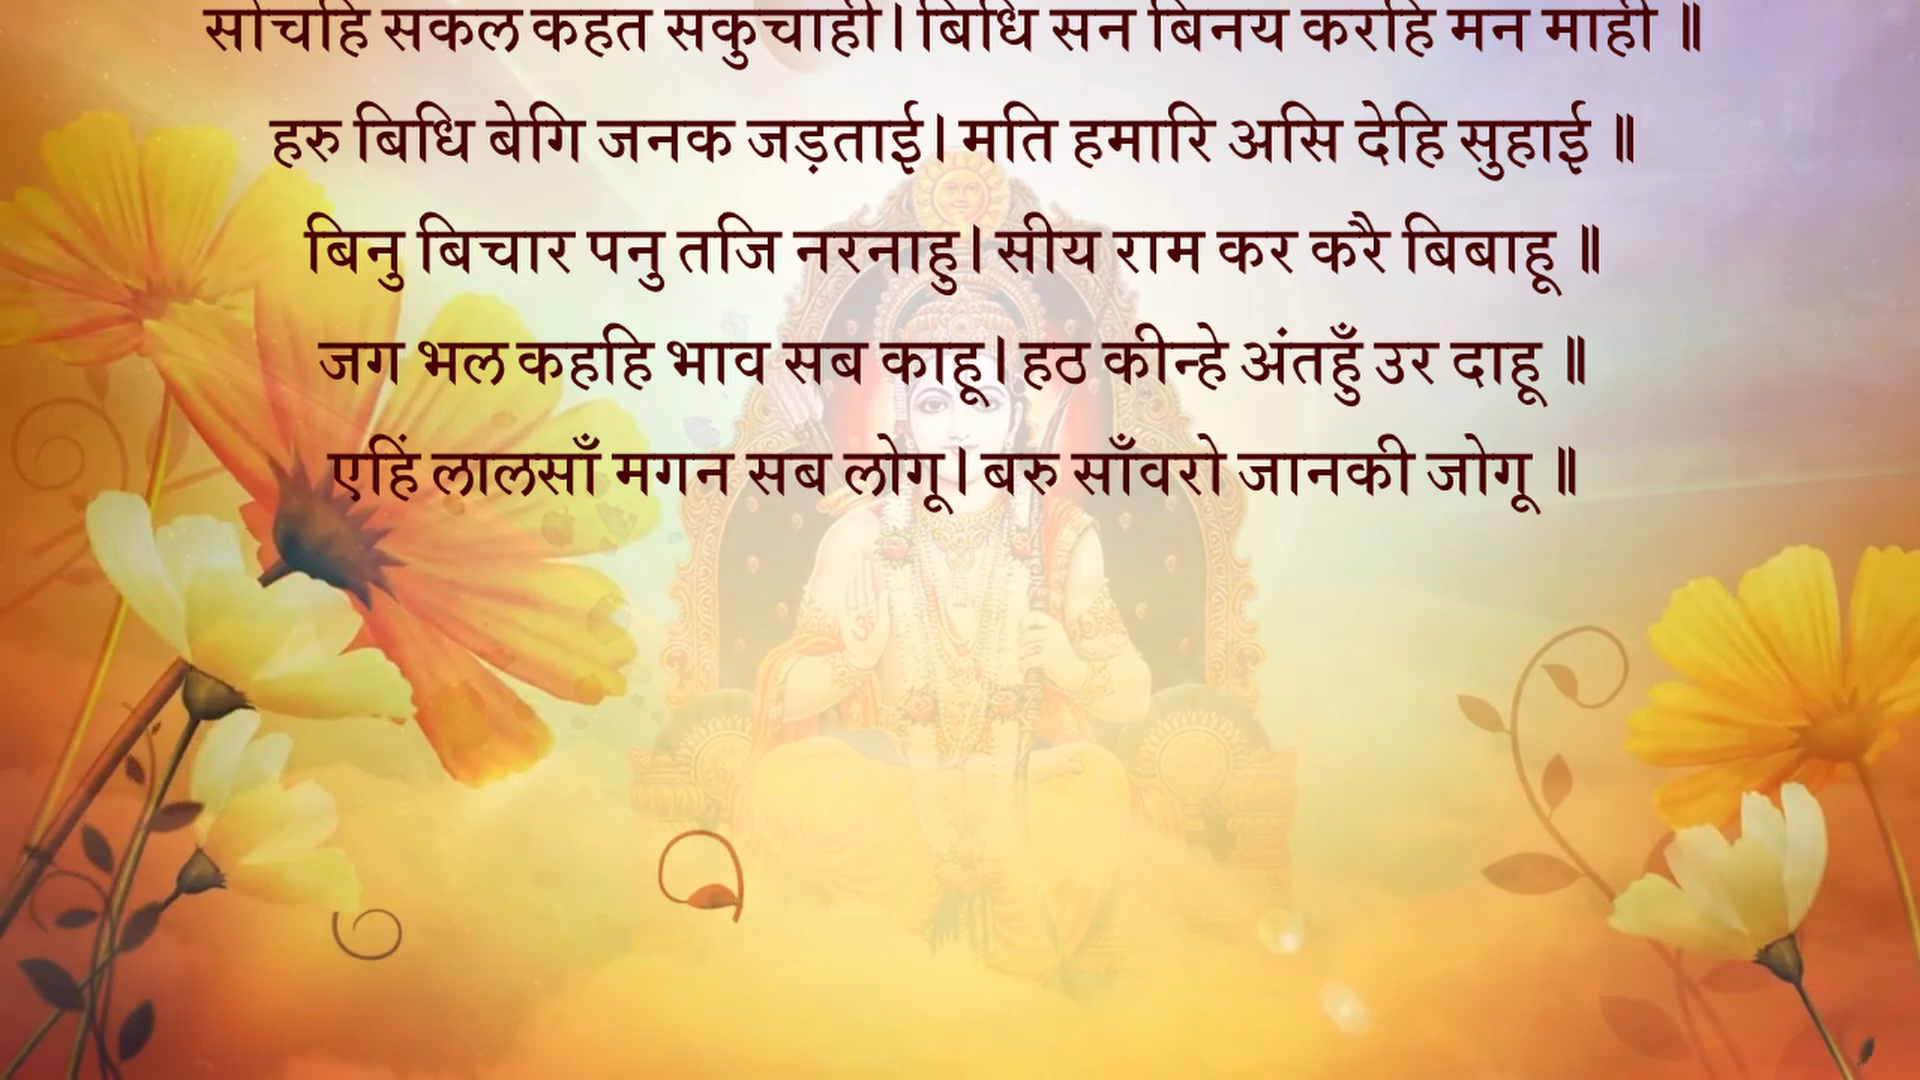 सोचहि सकल कहत सकुचाहीं। बिधि सन बिनय करहि मन माहीं ॥
हरु बिधि बेगि जनक जड़ताई। मति हमारि असि देहि सुहाई ॥
बिनु बिचार पनु तजि नरनाहु। सीय राम कर करै बिबाहू ॥
जग भल कहहि भाव सब काहू। हठ कीन्हे अंतहुँ उर दाहू ॥
एहिं लालसाँ मगन सब लोगू। बरु साँवरो जानकी जोगू ॥